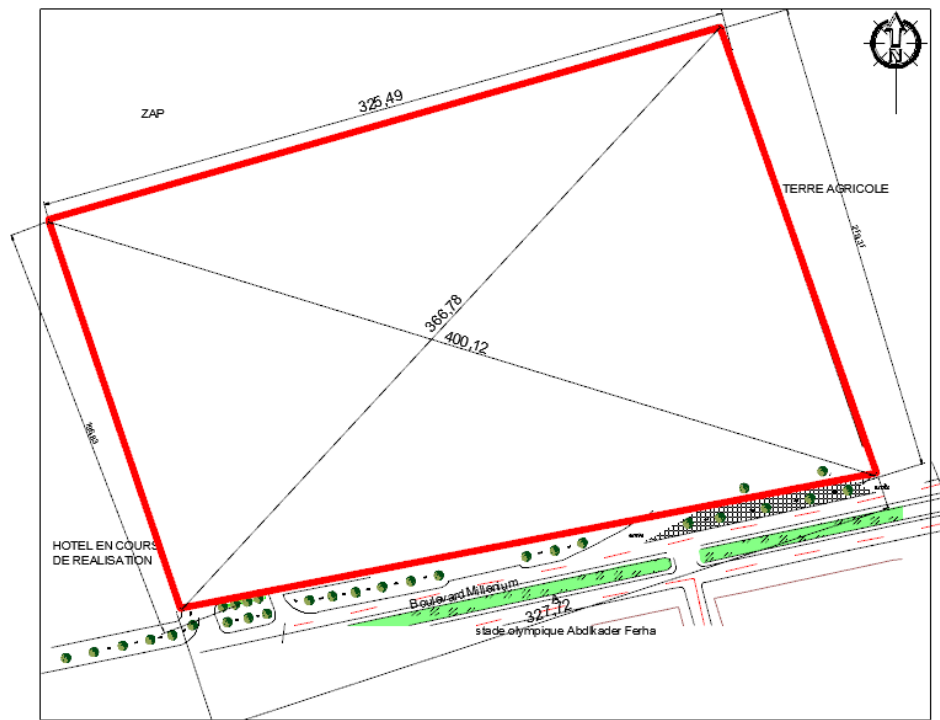 N
325,49
ZAP
TERRE AGRICOLE
366,78
400,12
HOTEL EN COURS
DE REALISATION
Boulevard Millenium
327,72
stade olympique Abdlkader Ferha